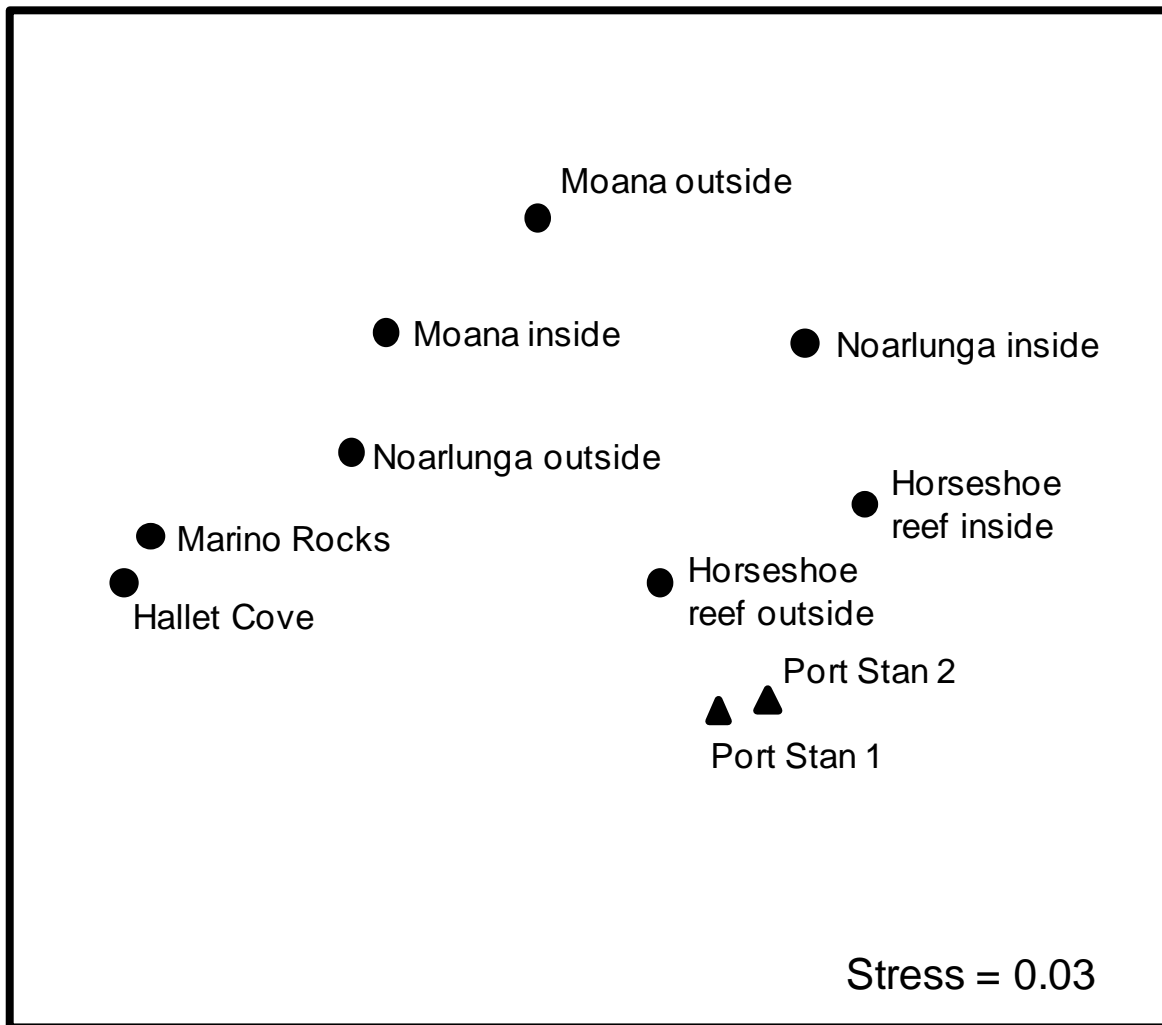 Moana outside
Moana inside
Noarlunga inside
Noarlunga outside
Horseshoe
reef inside
Marino Rocks
Horseshoe
reef outside
Hallet Cove
Port Stan 2
Port Stan 1
Stress = 0.03